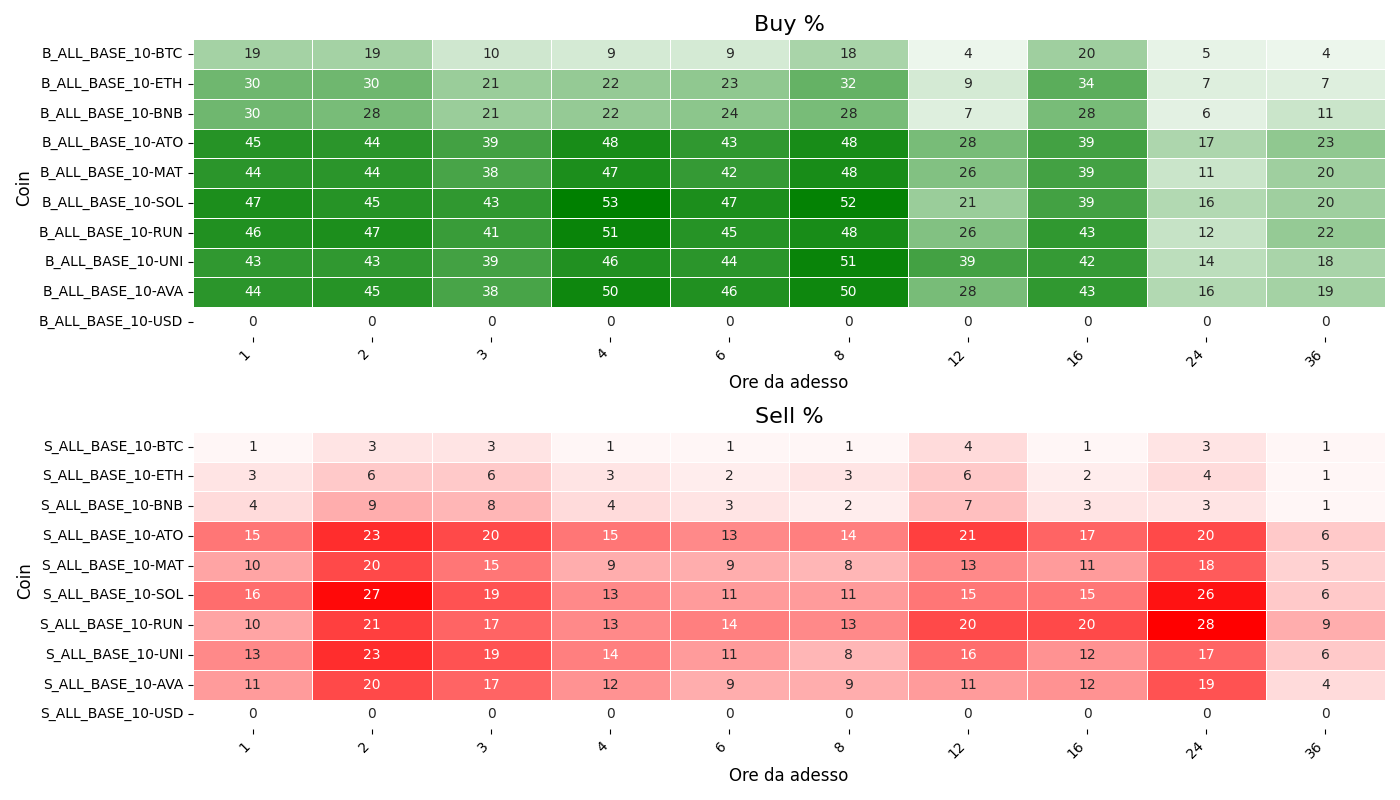 Buy %
Coin
B_ALL_BASE_10-BTC 19 19 10 9 9 18 4 20 5 4
B_ALL_BASE_10-ETH 30 30 21 22 23 32 9 34 7 7
B_ALL_BASE_10-BNB 30 28 21 22 24 28 7 28 6 11
B_ALL_BASE_10-ATO 45 44 39 48 43 48 28 39 17 23
B_ALL_BASE_10-MAT 44 44 38 47 42 48 26 39 11 20
B_ALL_BASE_10-SOL 47 45 43 53 47 52 21 39 16 20
B_ALL_BASE_10-RUN 46 47 41 51 45 48 26 43 12 22
B_ALL_BASE_10-UNI 43 43 39 46 44 51 39 42 14 18
B_ALL_BASE_10-AVA 44 45 38 50 46 50 28 43 16 19
B_ALL_BASE_10-USD 0 0 0 0 0 0 0 0 0 0
1 2 3 4 6 8 12 16 24 36
Ore da adesso
Sell %
Coin
S_ALL_BASE_10-BTC 1 3 3 1 1 1 4 1 3 1
S_ALL_BASE_10-ETH 3 6 6 3 2 3 6 2 4 1
S_ALL_BASE_10-BNB 4 9 8 4 3 2 7 3 3 1
S_ALL_BASE_10-ATO 15 23 20 15 13 14 21 17 20 6
S_ALL_BASE_10-MAT 10 20 15 9 9 8 13 11 18 5
S_ALL_BASE_10-SOL 16 27 19 13 11 11 15 15 26 6
S_ALL_BASE_10-RUN 10 21 17 13 14 13 20 20 28 9
S_ALL_BASE_10-UNI 13 23 19 14 11 8 16 12 17 6
S_ALL_BASE_10-AVA 11 20 17 12 9 9 11 12 19 4
S_ALL_BASE_10-USD 0 0 0 0 0 0 0 0 0 0
1 2 3 4 6 8 12 16 24 36
Ore da adesso